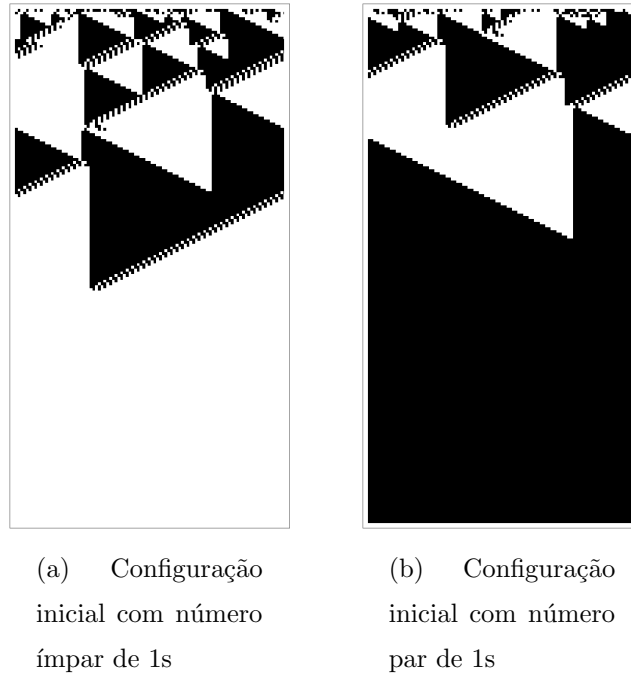 (a) Configuração
inicial com número
ímpar de 1s
(b) Configuração
inicial com número
par de 1s